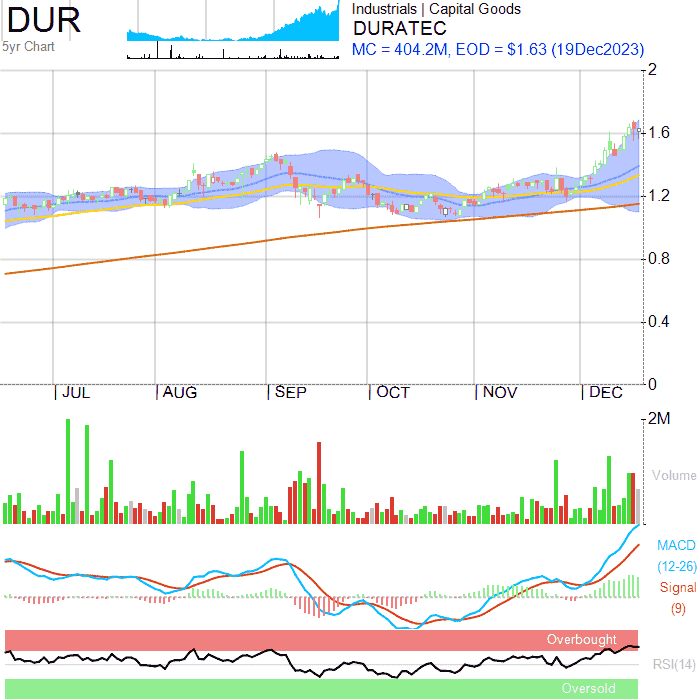 DUR
5yr Chart
Industrials | Capital Goods
DURATEC
MC = 404.2M, EOD = $1.63 (19Dec2023)
2
1.6
1.2
0.8
0.4
0
JUL
AUG
SEP
OCT
NOV
DEC
2M
Volume
MACD
(12-26)
Signal
(9)
Overbought
RSI(14)
Oversold